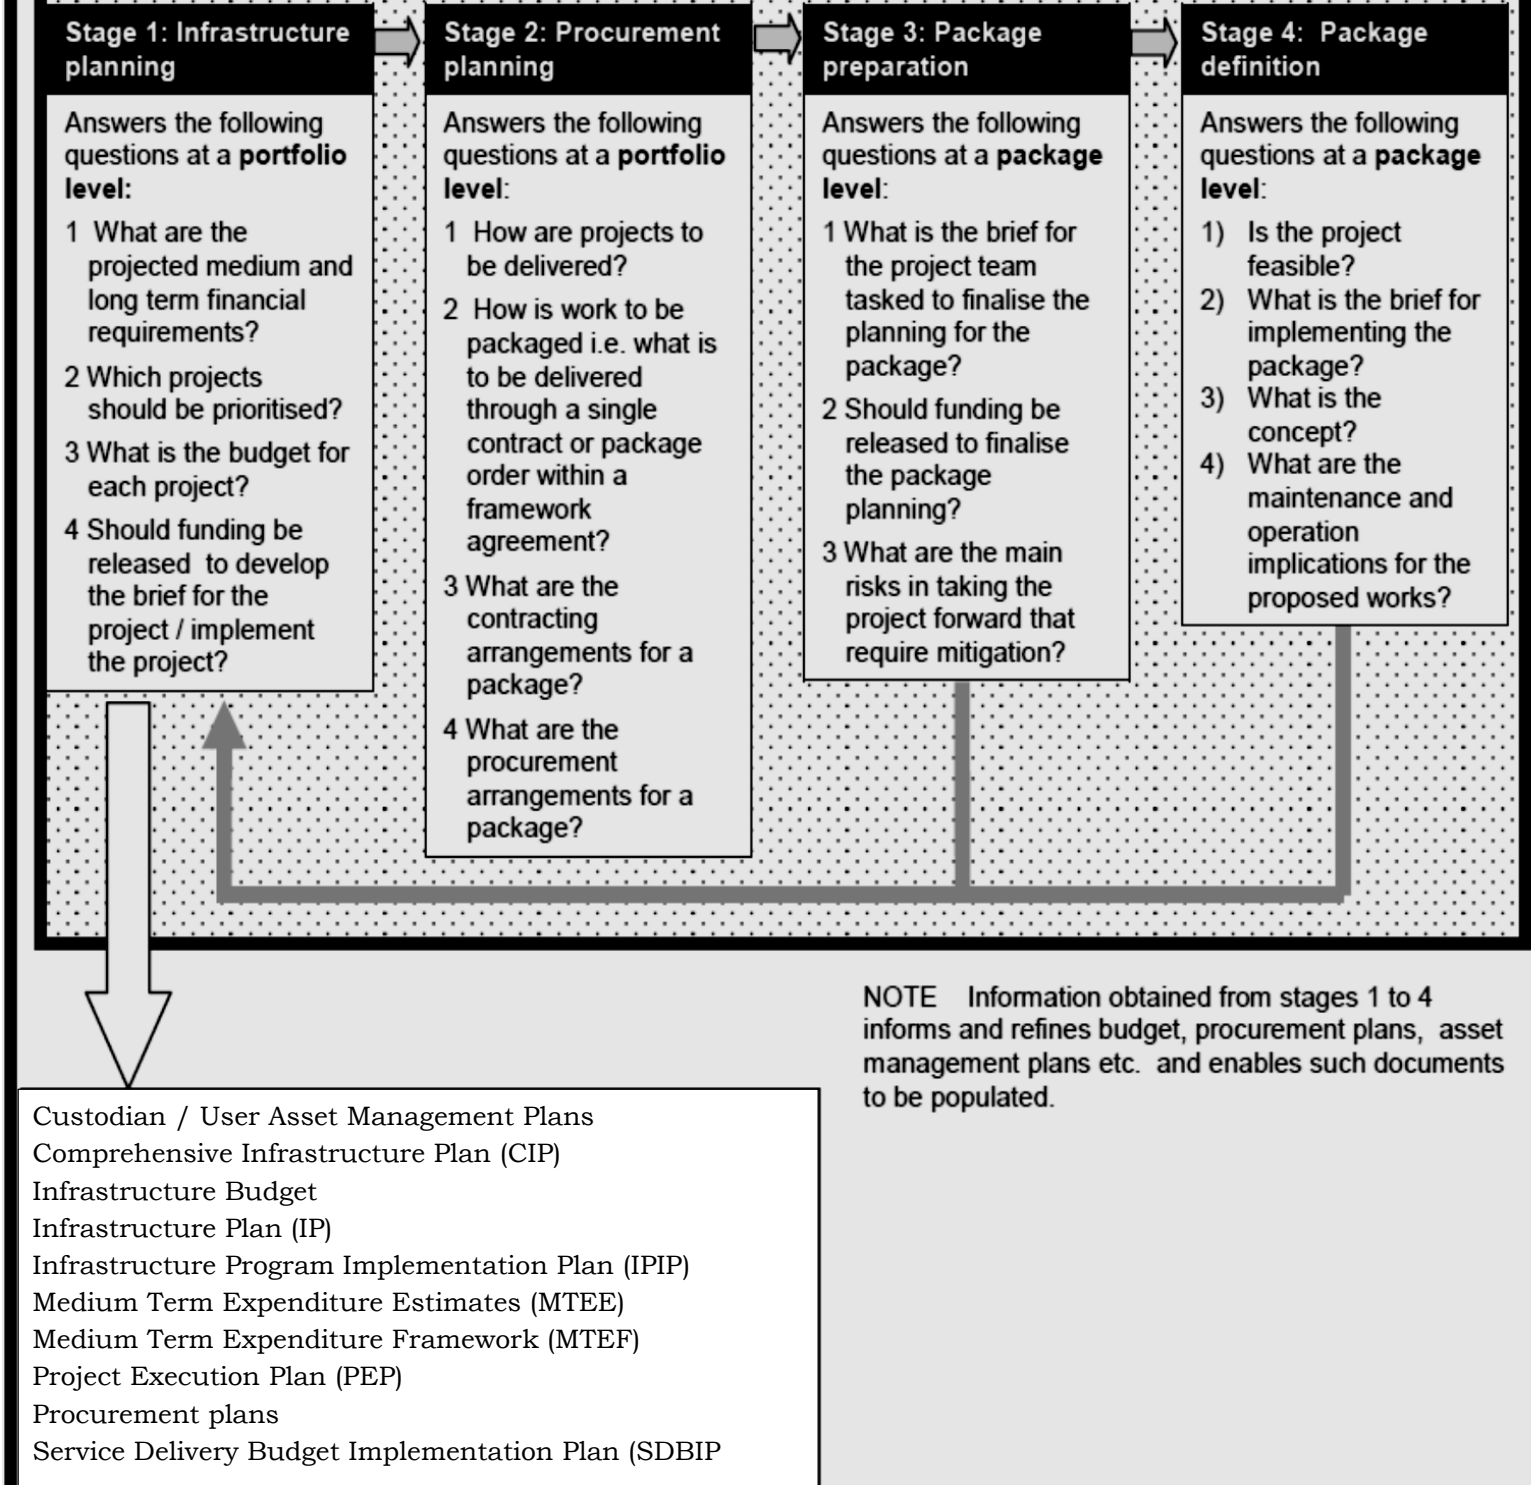 Stage 1: Infrastructure
planning
Answers the following
questions at a portfolio
level:
1 What are the
projected medium and
long term financial
requirements?
2 Which projects
should be prioritised?
3 What is the budget for
each project?
4 Should funding be
released to develop
the brief for the
project / implement
the project?
Stage 2: Procurement
planning
Answers the following
questions at a portfolio
level:
1 How are projects to
be delivered?
2 How is work to be
packaged i.e. what is
to be delivered
through a single
contract or package
order within a
framework
agreement?
3 What are the
contracting
arrangements for a
package?
4 What are the
procurement
arrangements for a
package?
Stage 3: Package
preparation
Answers the following
questions at a package
level:
1 What is the brief for
the project team
tasked to finalise the
planning for the
package?
2 Should funding be
released to finalise
the package
planning?
3 What are the main
risks in taking the
project forward that
require mitigation?
Stage 4: Package
definition
Answers the following
questions at a package
level:
1) Is the project
feasible?
2) What is the brief for
implementing the
package?
3) What is the
concept?
4) What are the
maintenance and
operation
implications for the
proposed works?
NOTE Information obtained from stages 1 to 4
informs and refines budget, procurement plans, asset
management plans etc. and enables such documents
to be populated.
Custodian / User Asset Management Plans
Comprehensive Infrastructure Plan (CIP)
Infrastructure Budget
Infrastructure Plan (IP)
Infrastructure Program Implementation Plan (IPIP)
Medium Term Expenditure Estimates (MTEE)
Medium Term Expenditure Framework (MTEF)
Project Execution Plan (PEP)
Procurement plans
Service Delivery Budget Implementation Plan (SDBIP